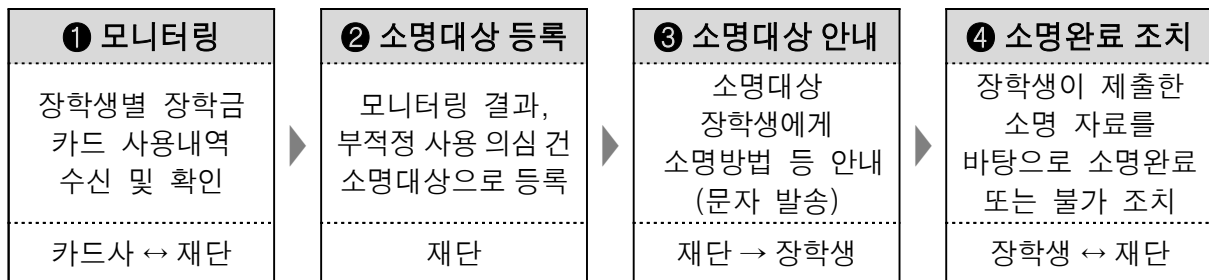 ❶ 모니터링
장학생별 장학금
카드 사용내역
수신 및 확인
카드사 ↔ 재단
❷ 소명대상 등록
모니터링 결과,
부적정 사용 의심 건
소명대상으로 등록
재단
❸ 소명대상 안내
소명대상
장학생에게
소명방법 등 안내
(문자 발송)
재단 → 장학생
❹ 소명완료 조치
장학생이 제출한
소명 자료를
바탕으로 소명완료
또는 불가 조치
장학생 ↔ 재단